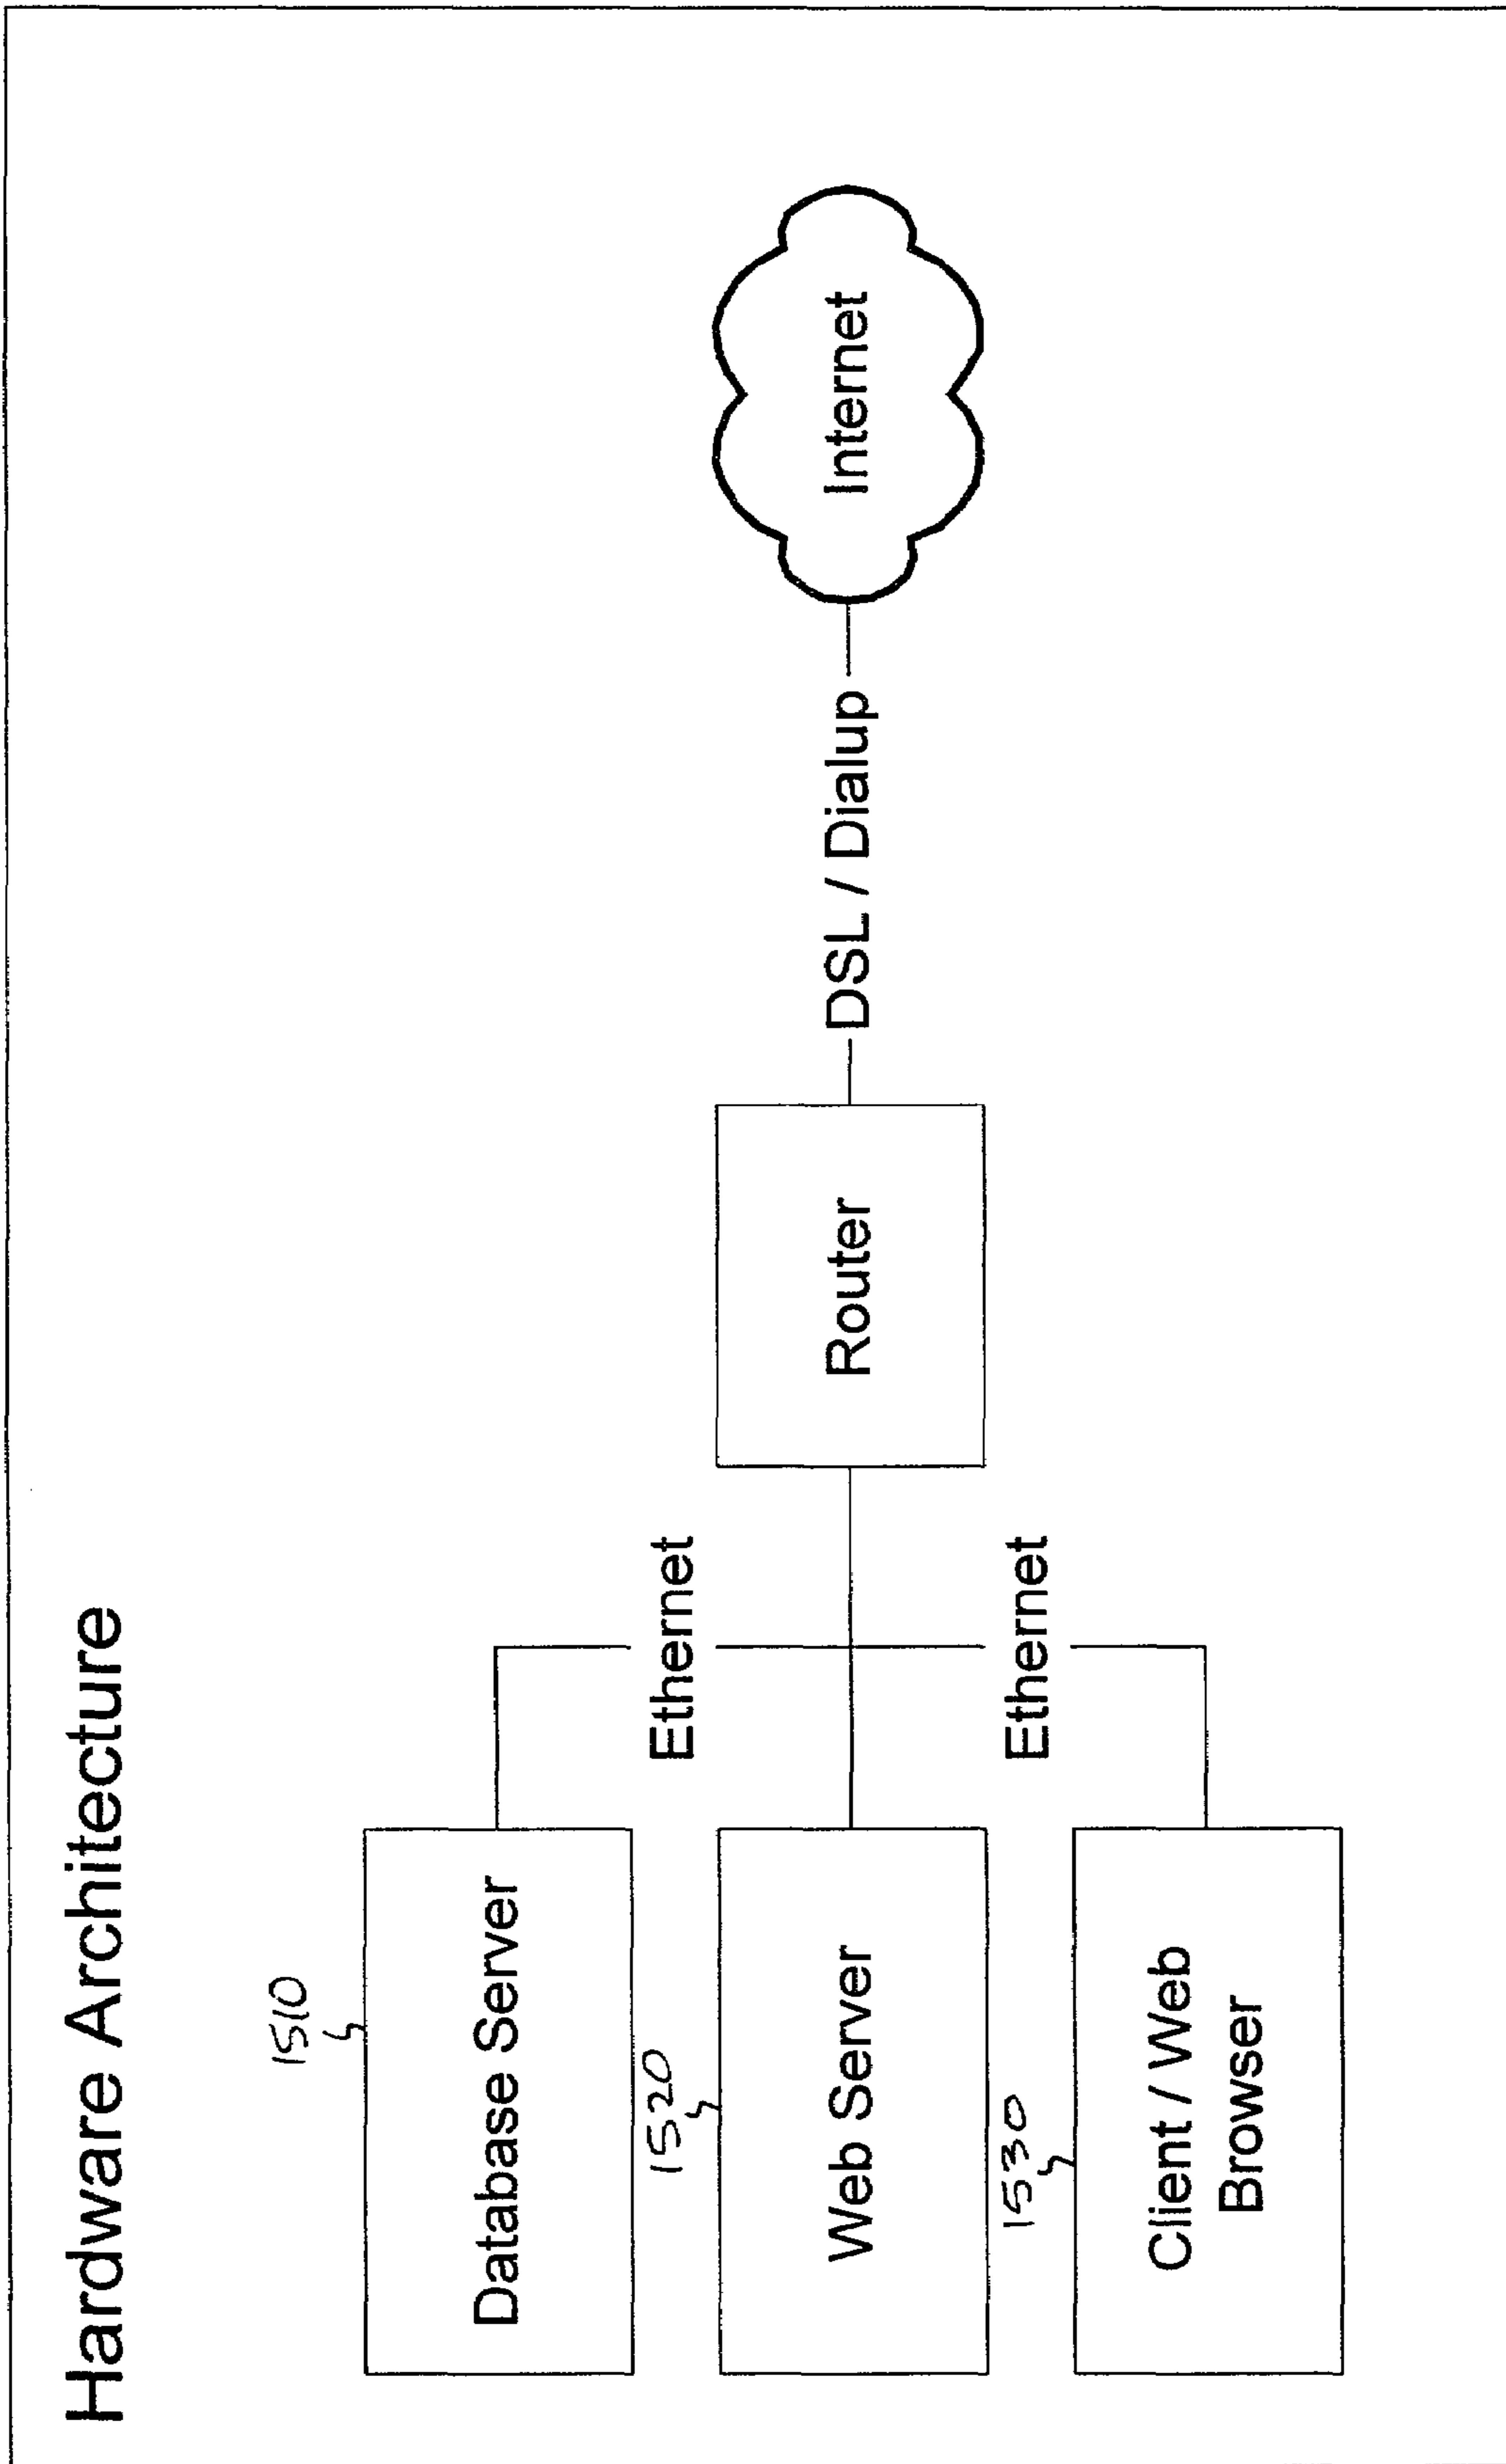 Hardware Architecture
1510
Database Server
Ethernet
1520
Web Server
Router
DSL / Dialup
Internet
1530
Ethernet
Client / Web
Browser